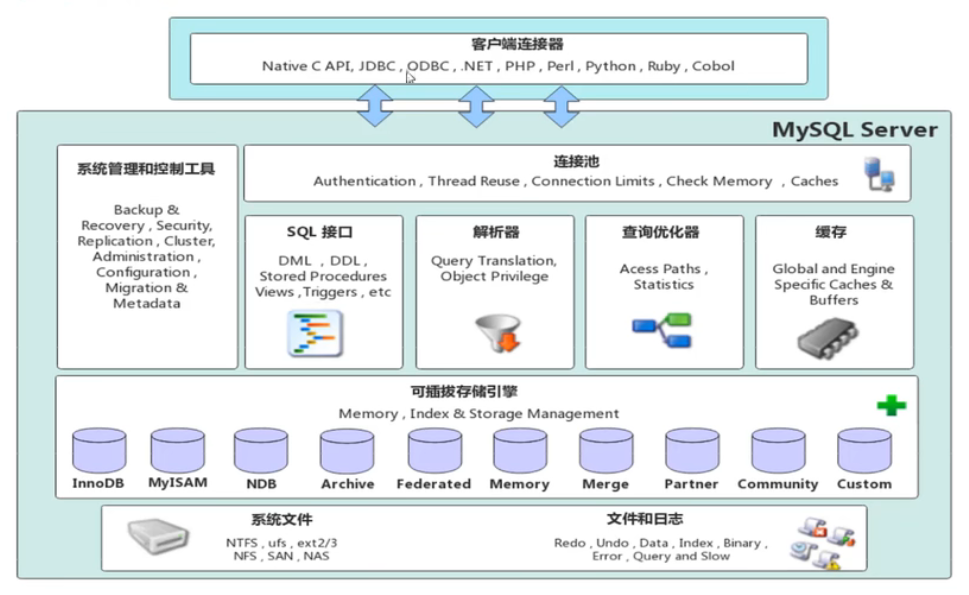 客户端连接器
Native C API, JDBC , ODBC , .NET , PHP , Perl , Python , Ruby , Cobol
MySQL Server
系统管理和控制工具
Backup &
Recovery , Security,
Replication , Cluster,
Administration ,
Configuration ,
Migration &
Metadata
连接池
Authentication , Thread Reuse , Connection Limits , Check Memory , Caches
SQL 接口
DML , DDL ,
Stored Procedures
Views ,Triggers , etc
解析器
Query Translation,
Object Privilege
查询优化器
Acess Paths ,
Statistics
缓存
Global and Engine
Specific Caches &
Buffers
可插拔存储引擎
Memory , Index & Storage Management
InnoDB MyISAM NDB Archive Federated Memory Merge Partner Community Custom
系统文件
NTFS , ufs , ext2/3
NFS , SAN , NAS
文件和日志
Redo , Undo , Data , Index , Binary ,
Error , Query and Slow